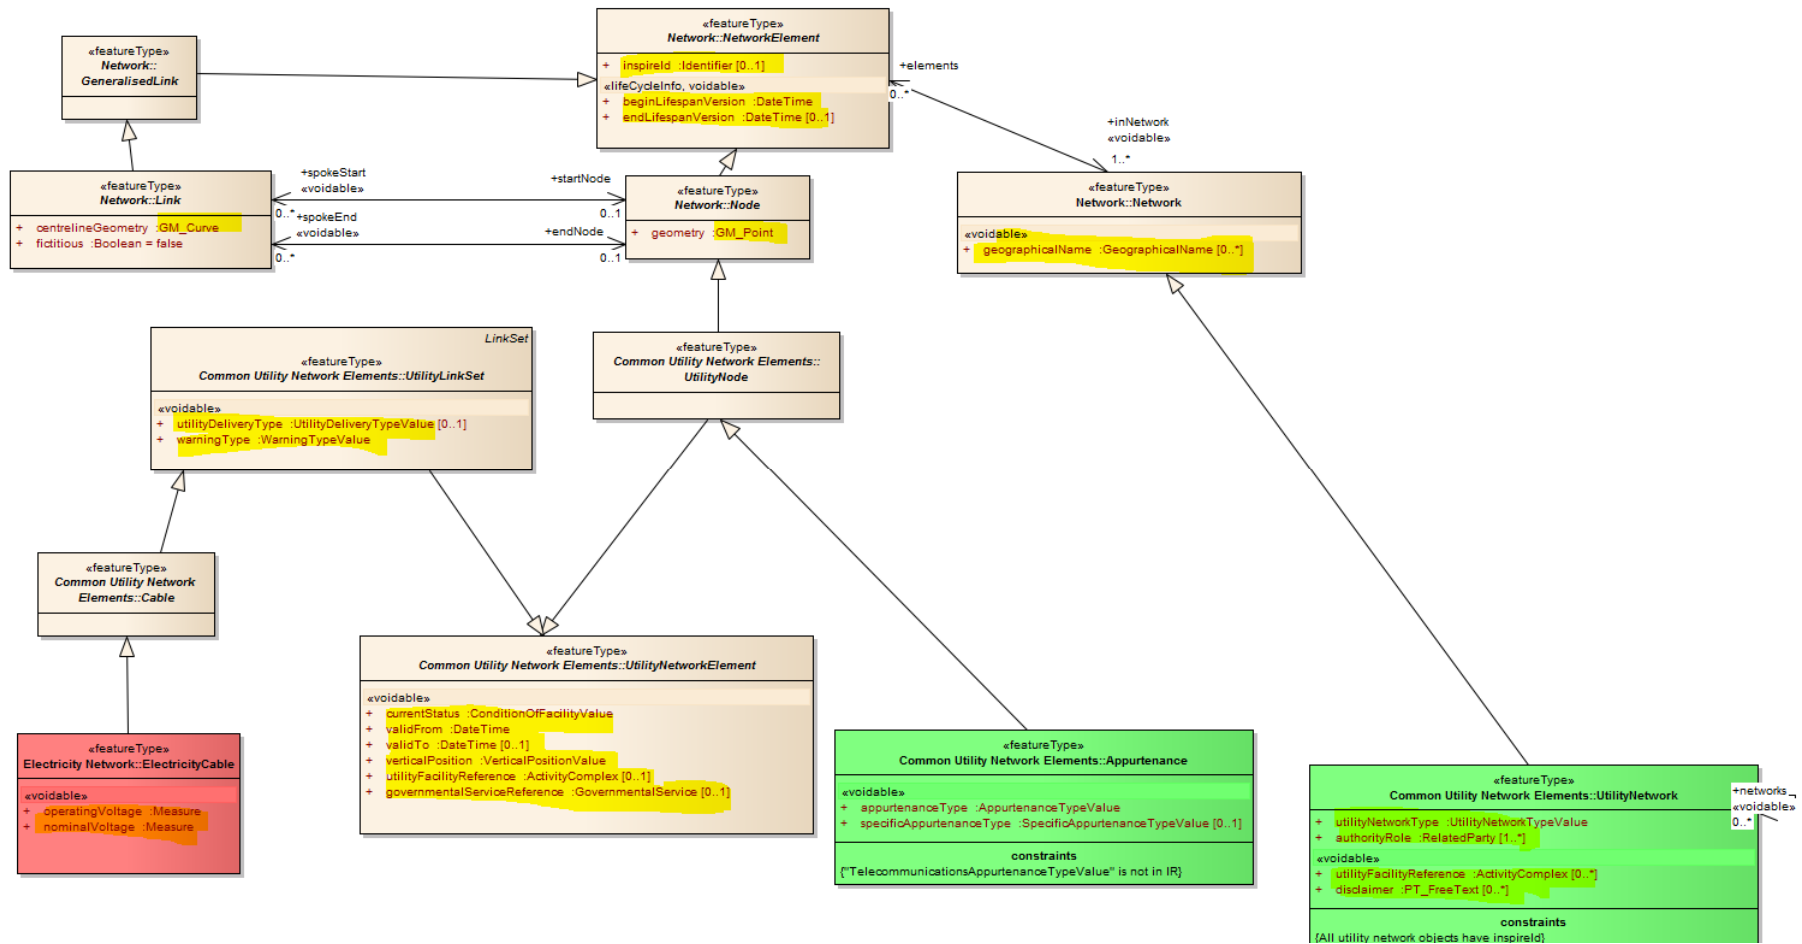 «featureType»
Network::
GeneralisedLink
«featureType»
Network::NetworkElement
+ inspireId :Identifier [0..1]
«lifeCycleInfo, voidable»
+ beginLifespanVersion :DateTime
+ endLifespanVersion :DateTime [0..1]
+elements
0..*
+inNetwork
«voidable»
1..*
«featureType»
Network::Link
+ centrelineGeometry :GM_Curve
+ fictitious :Boolean = false
+spokeStart
«voidable»
0..*
+startNode
0..1
+spokeEnd
«voidable»
0..*
+endNode
0..1
«featureType»
Network::Node
+ geometry :GM_Point
«featureType»
Network::Network
«voidable»
+ geographicalName :GeographicalName [0..*]
LinkSet
«featureType»
Common Utility Network Elements::UtilityLinkSet
«voidable»
+ utilityDeliveryType :UtilityDeliveryTypeValue [0..1]
+ warningType :WarningTypeValue
«featureType»
Common Utility Network Elements::
UtilityNode
«featureType»
Common Utility Network
Elements::Cable
«featureType»
Common Utility Network Elements::UtilityNetworkElement
«voidable»
+ currentStatus :ConditionOfFacilityValue
+ validFrom :DateTime
+ validTo :DateTime [0..1]
+ verticalPosition :VerticalPositionValue
+ utilityFacilityReference :ActivityComplex [0..1]
+ governmentalServiceReference :GovernmentalService [0..1]
«featureType»
Electricity Network::ElectricityCable
«voidable»
+ operatingVoltage :Measure
+ nominalVoltage :Measure
«featureType»
Common Utility Network Elements::Appurtenance
«voidable»
+ appurtenanceType :AppurtenanceTypeValue
+ specificAppurtenanceType :SpecificAppurtenanceTypeValue [0..1]
constraints
{"TelecommunicationsAppurtenanceTypeValue" is not in IR}
«featureType»
Common Utility Network Elements::UtilityNetwork
+ utilityNetworkType :UtilityNetworkTypeValue
+ authorityRole :RelatedParty [1..*]
«voidable»
+ utilityFacilityReference :ActivityComplex [0..*]
+ disclaimer :PT_FreeText [0..*]
constraints
{All utility network objects have inspireId}
+networks
«voidable»
0..*